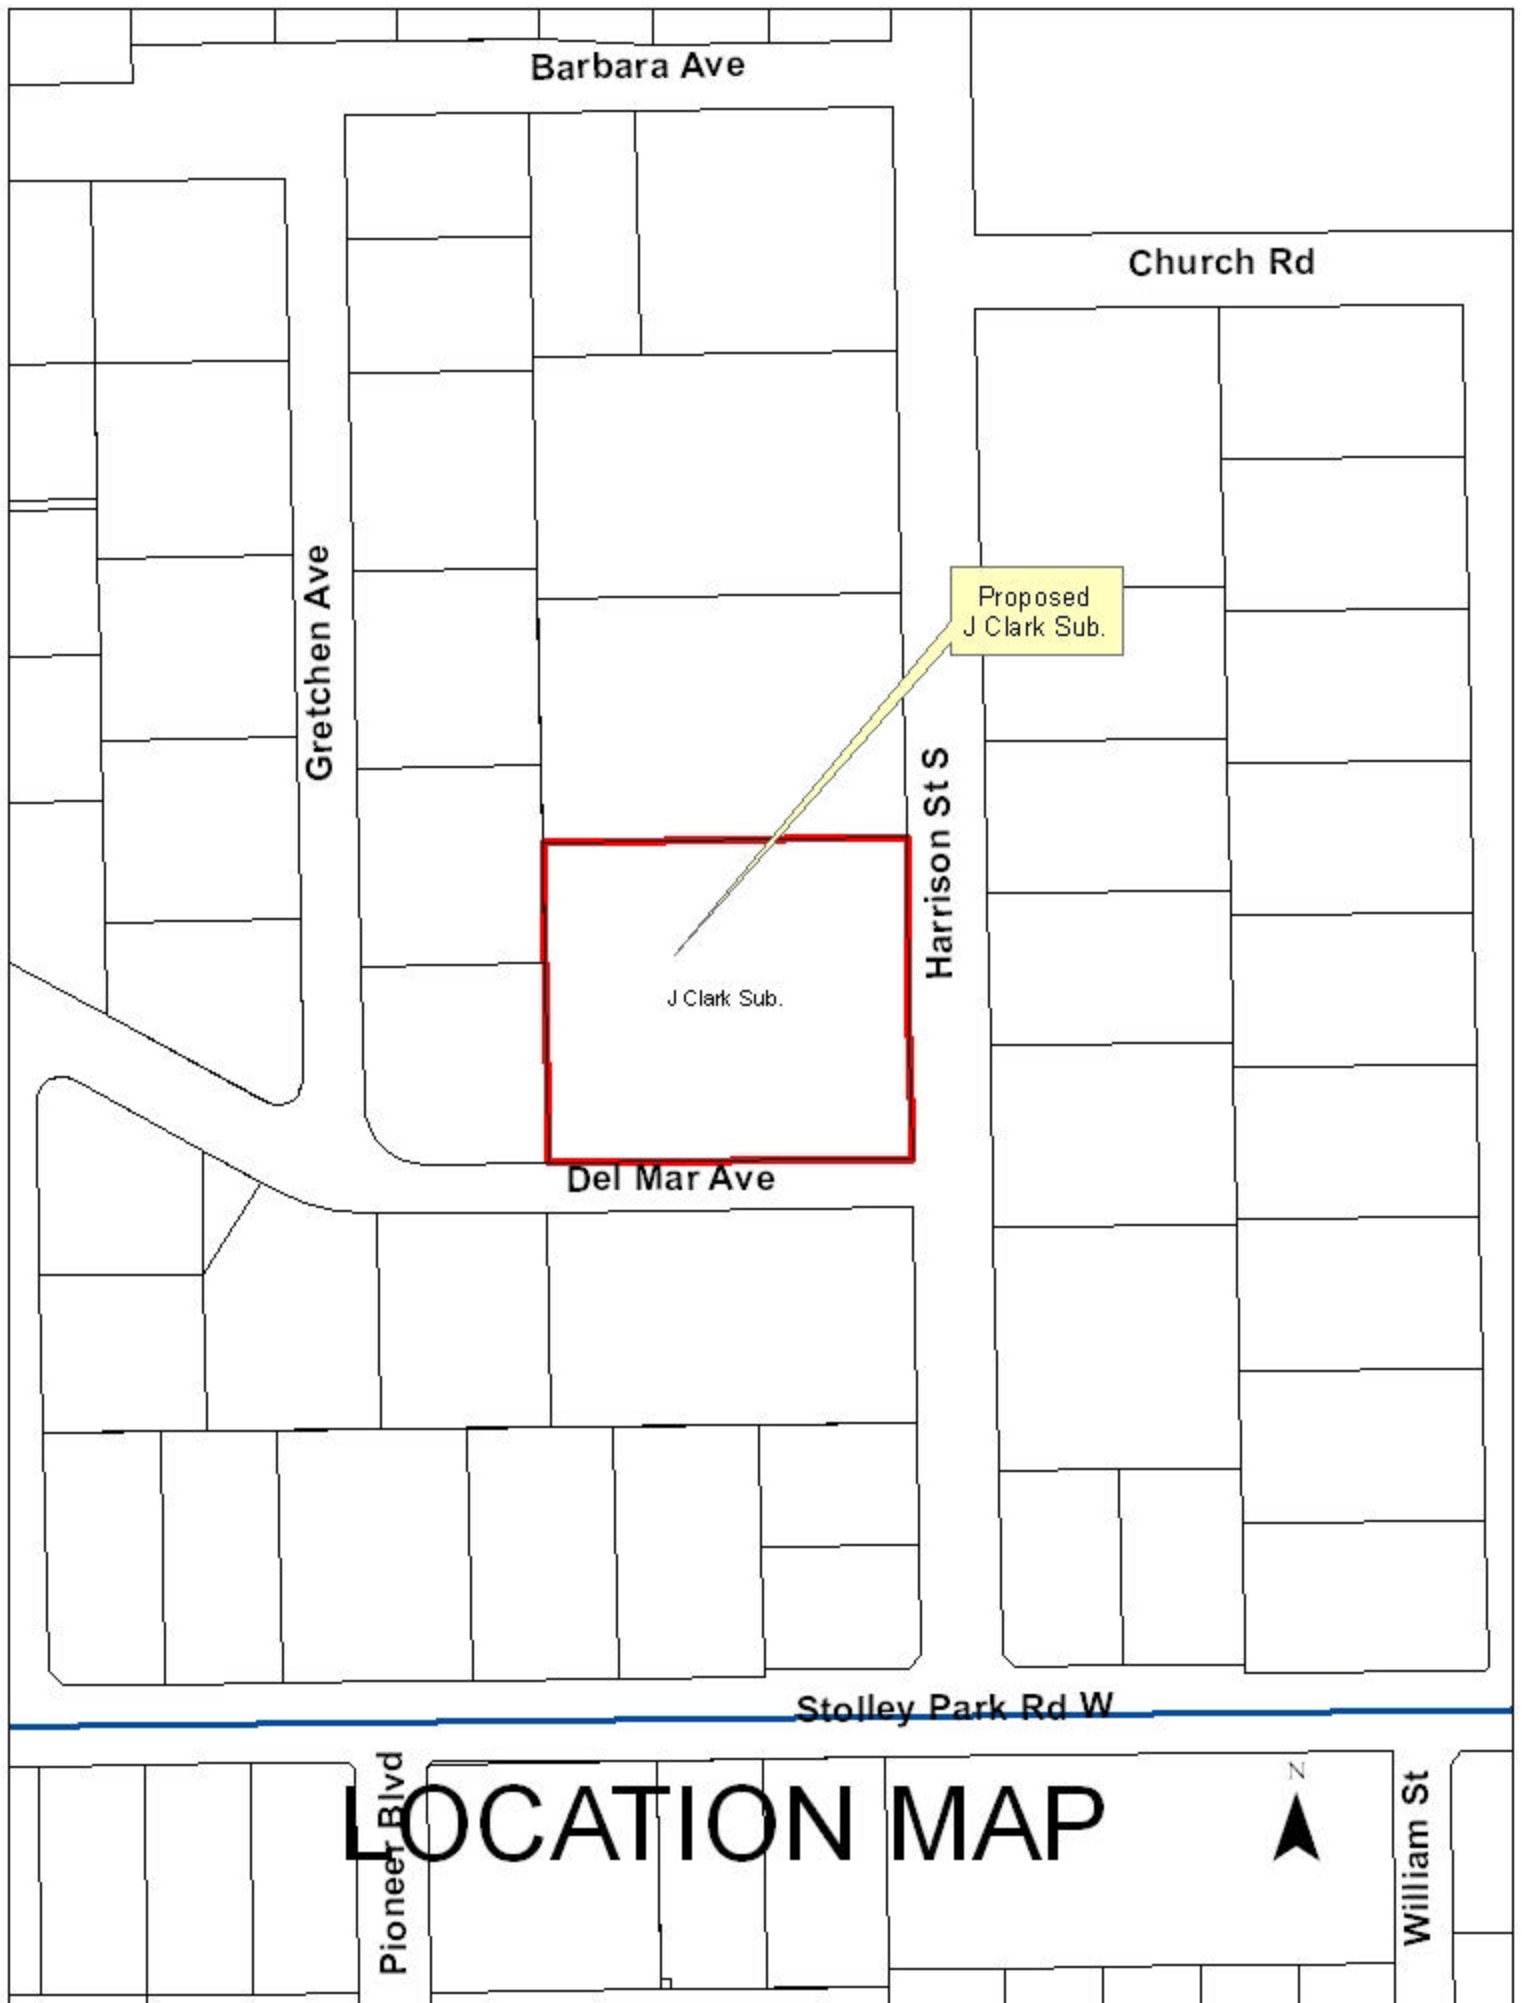 Barbara Ave
Church Rd
Gretchen Ave
Proposed
J Clark Sub.
Harrison St S
J Clark Sub.
Del Mar Ave
Stolley Park Rd W
Pioneer Blvd
LOCATION MAP
N
William St